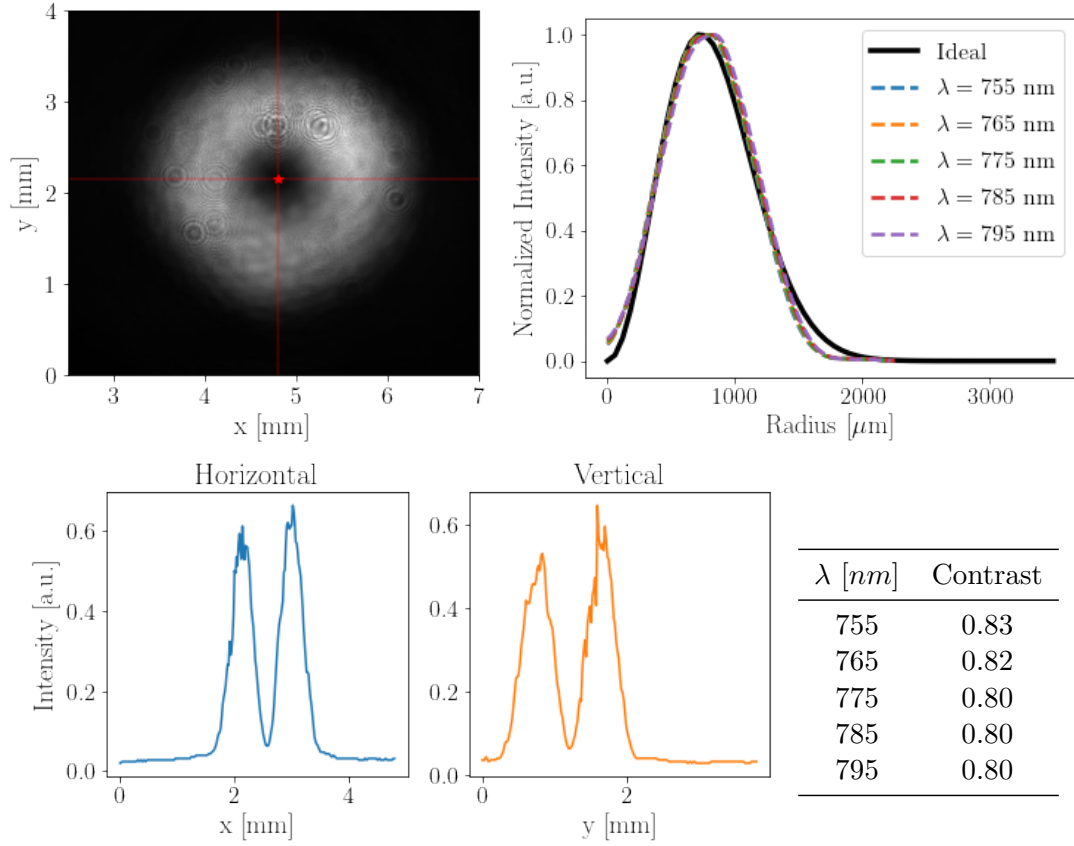 4
3
2
1
0
y [mm]
3
4
5
6
7
x [mm]
1.0
0.8
0.6
0.4
0.2
0.0
Normalized Intensity [a.u.]
0
1000
2000
3000
Radius [μm]
Ideal
λ = 755 nm
λ = 765 nm
λ = 775 nm
λ = 785 nm
λ = 795 nm
Horizontal
0.6
0.4
0.2
0.0
Intensity [a.u.]
0
2
4
x [mm]
Vertical
0.6
0.4
0.2
0.0
0
2
y [mm]
λ [nm] Contrast
755 0.83
765 0.82
775 0.80
785 0.80
795 0.80